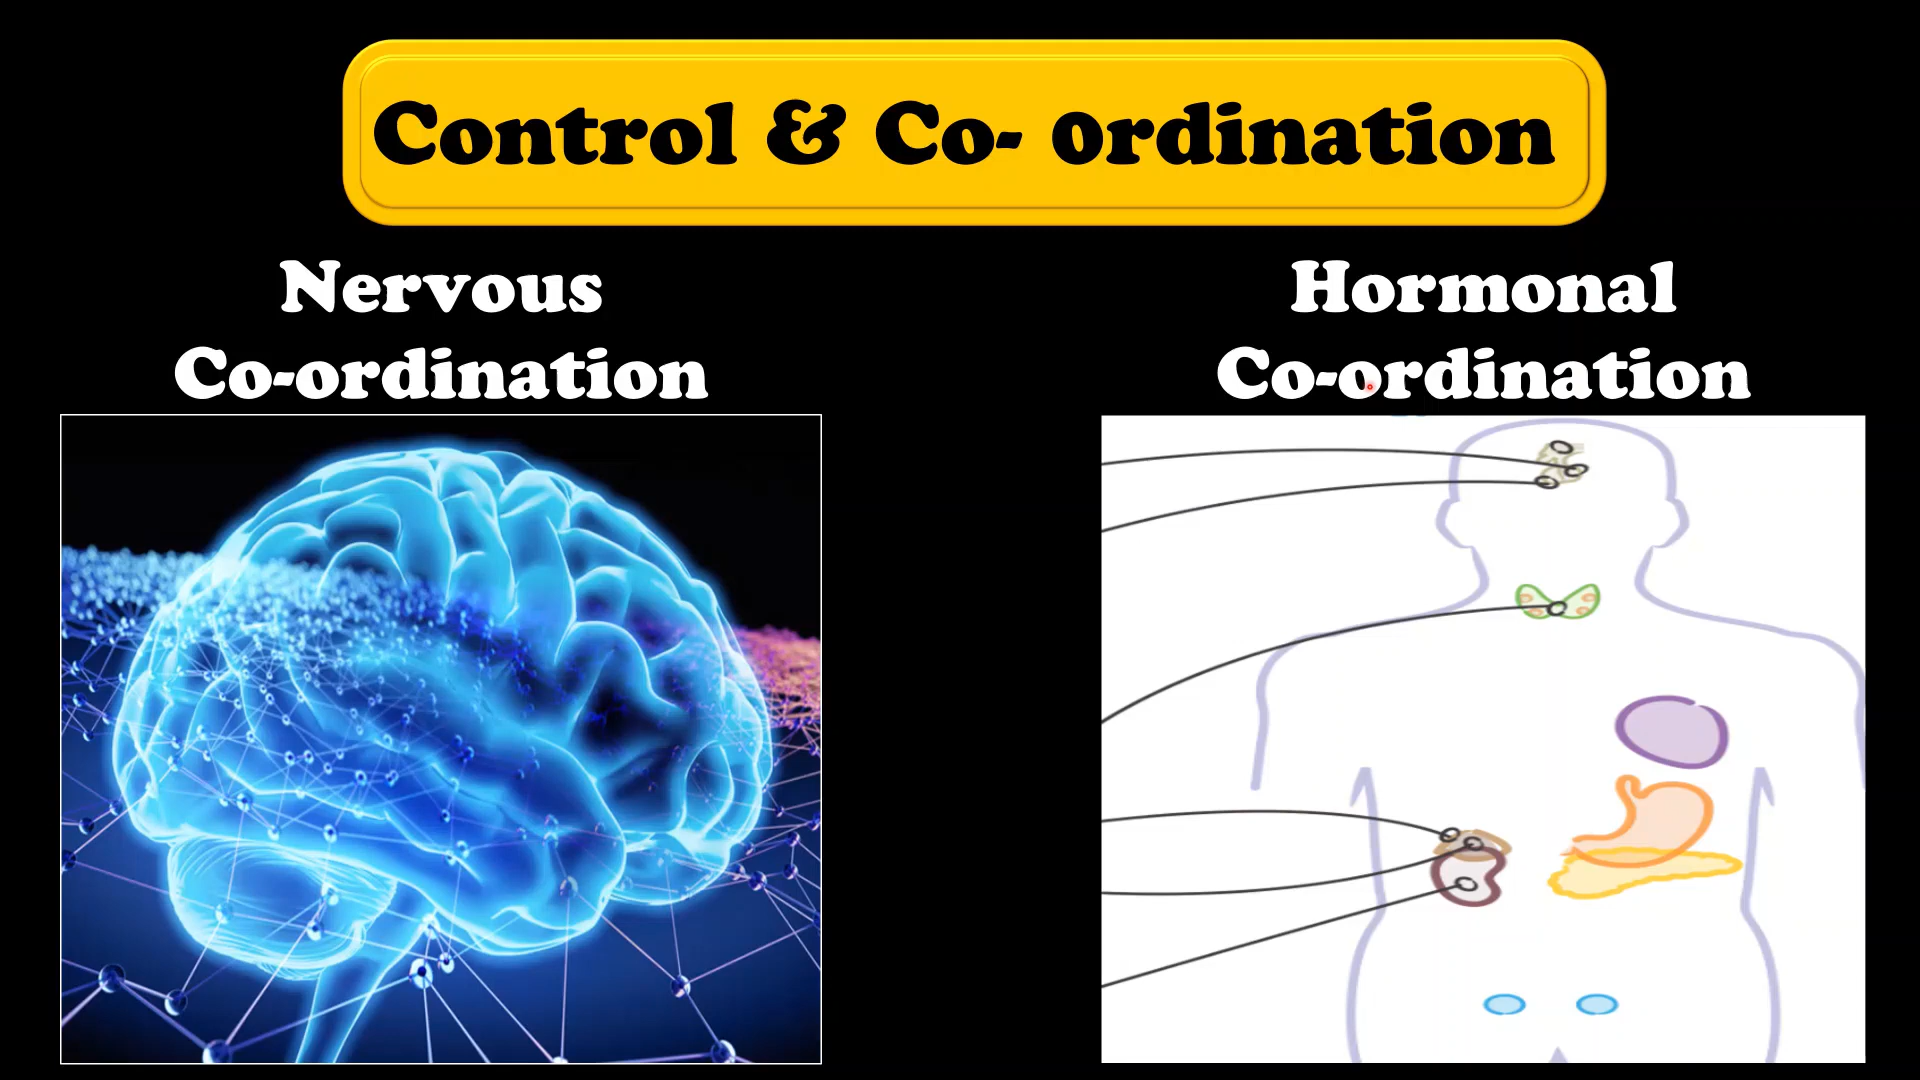 Control & Co- Ordination
Nervous
Co-ordination
Hormonal
Co-ordination